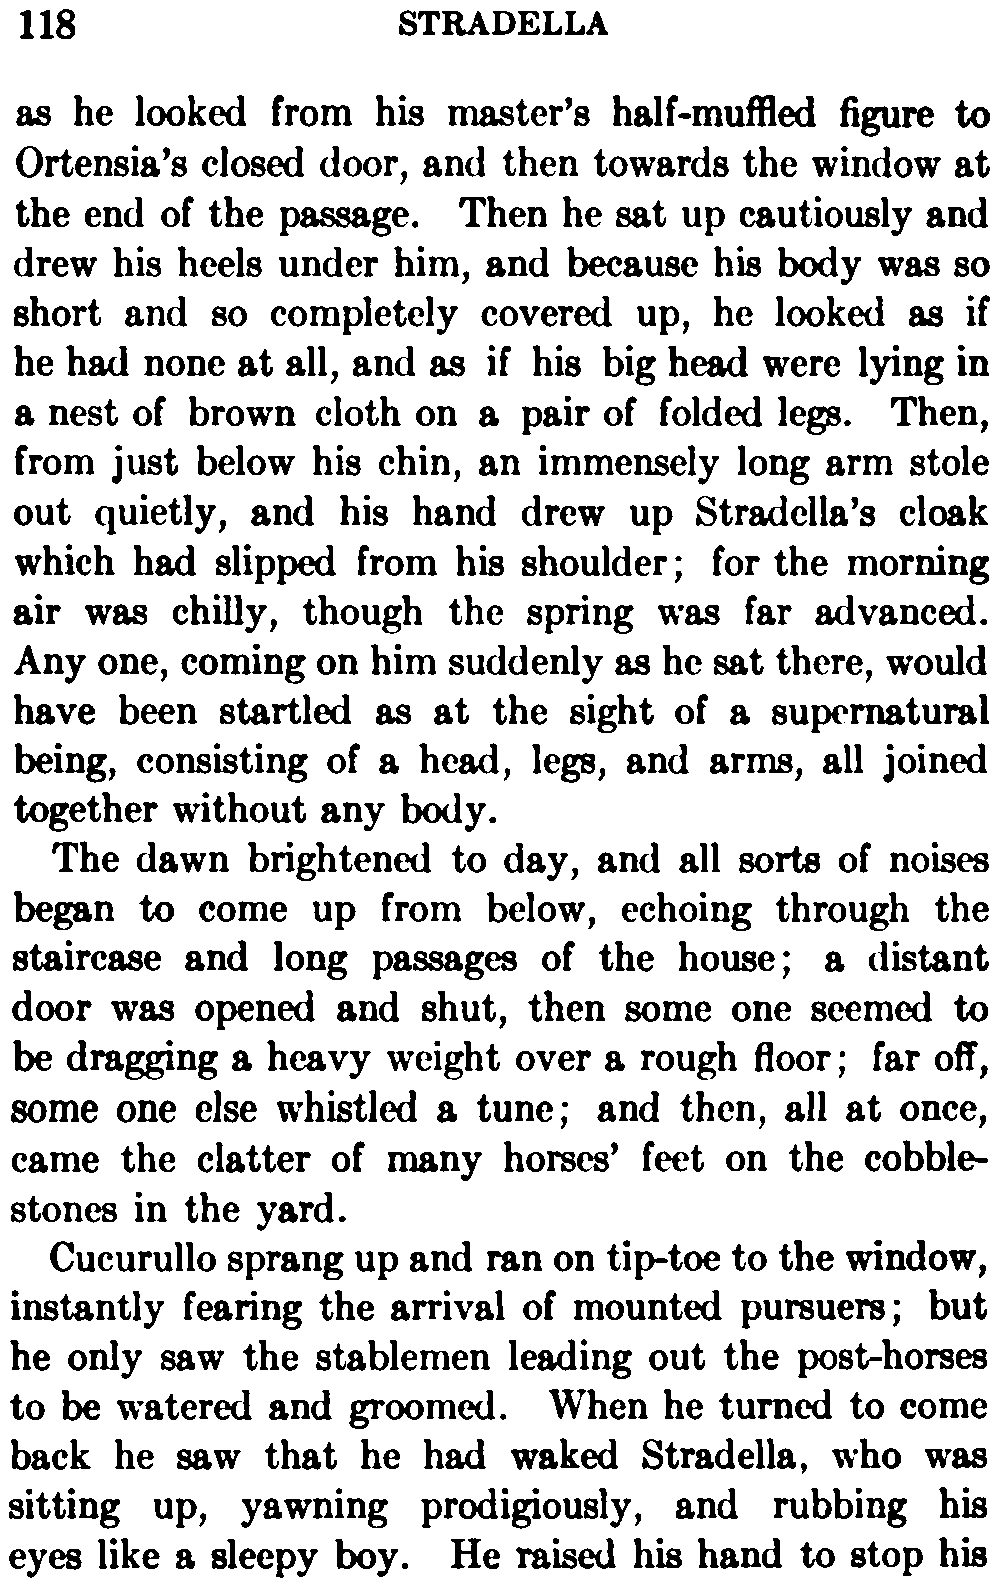 118 STRADELLA
as he looked from his master's half-muffled figure to
Ortensia's closed door, and then towards the window at
the end of the passage. Then he sat up cautiously and
drew his heels under him, and because his body was so
short and so completely covered up, he looked as if
he had none at all, and as if his big head were lying in
a nest of brown cloth on a pair of folded legs. Then,
from just below his chin, an immensely long arm stole
out quietly, and his hand drew up Stradella's cloak
which had slipped from his shoulder; for the morning
air was chilly, though the spring was far advanced.
Any one, coming on him suddenly as he sat there, would
have been startled as at the sight of a supernatural
being, consisting of a head, legs, and arms, all joined
together without any body.
The dawn brightened to day, and all sorts of noises
began to come up from below, echoing through the
staircase and long passages of the house; a distant
door was opened and shut, then some one seemed to
be dragging a heavy weight over a rough floor; far off,
some one else whistled a tune; and then, all at once,
came the clatter of many horses' feet on the cobble-
stones in the yard.
Cucurullo sprang up and ran on tip-toe to the window,
instantly fearing the arrival of mounted pursuers; but
he only saw the stablemen leading out the post-horses
to be watered and groomed. When he turned to come
back he saw that he had waked Stradella, who was
sitting up, yawning prodigiously, and rubbing his
eyes like a sleepy boy. He raised his hand to stop his